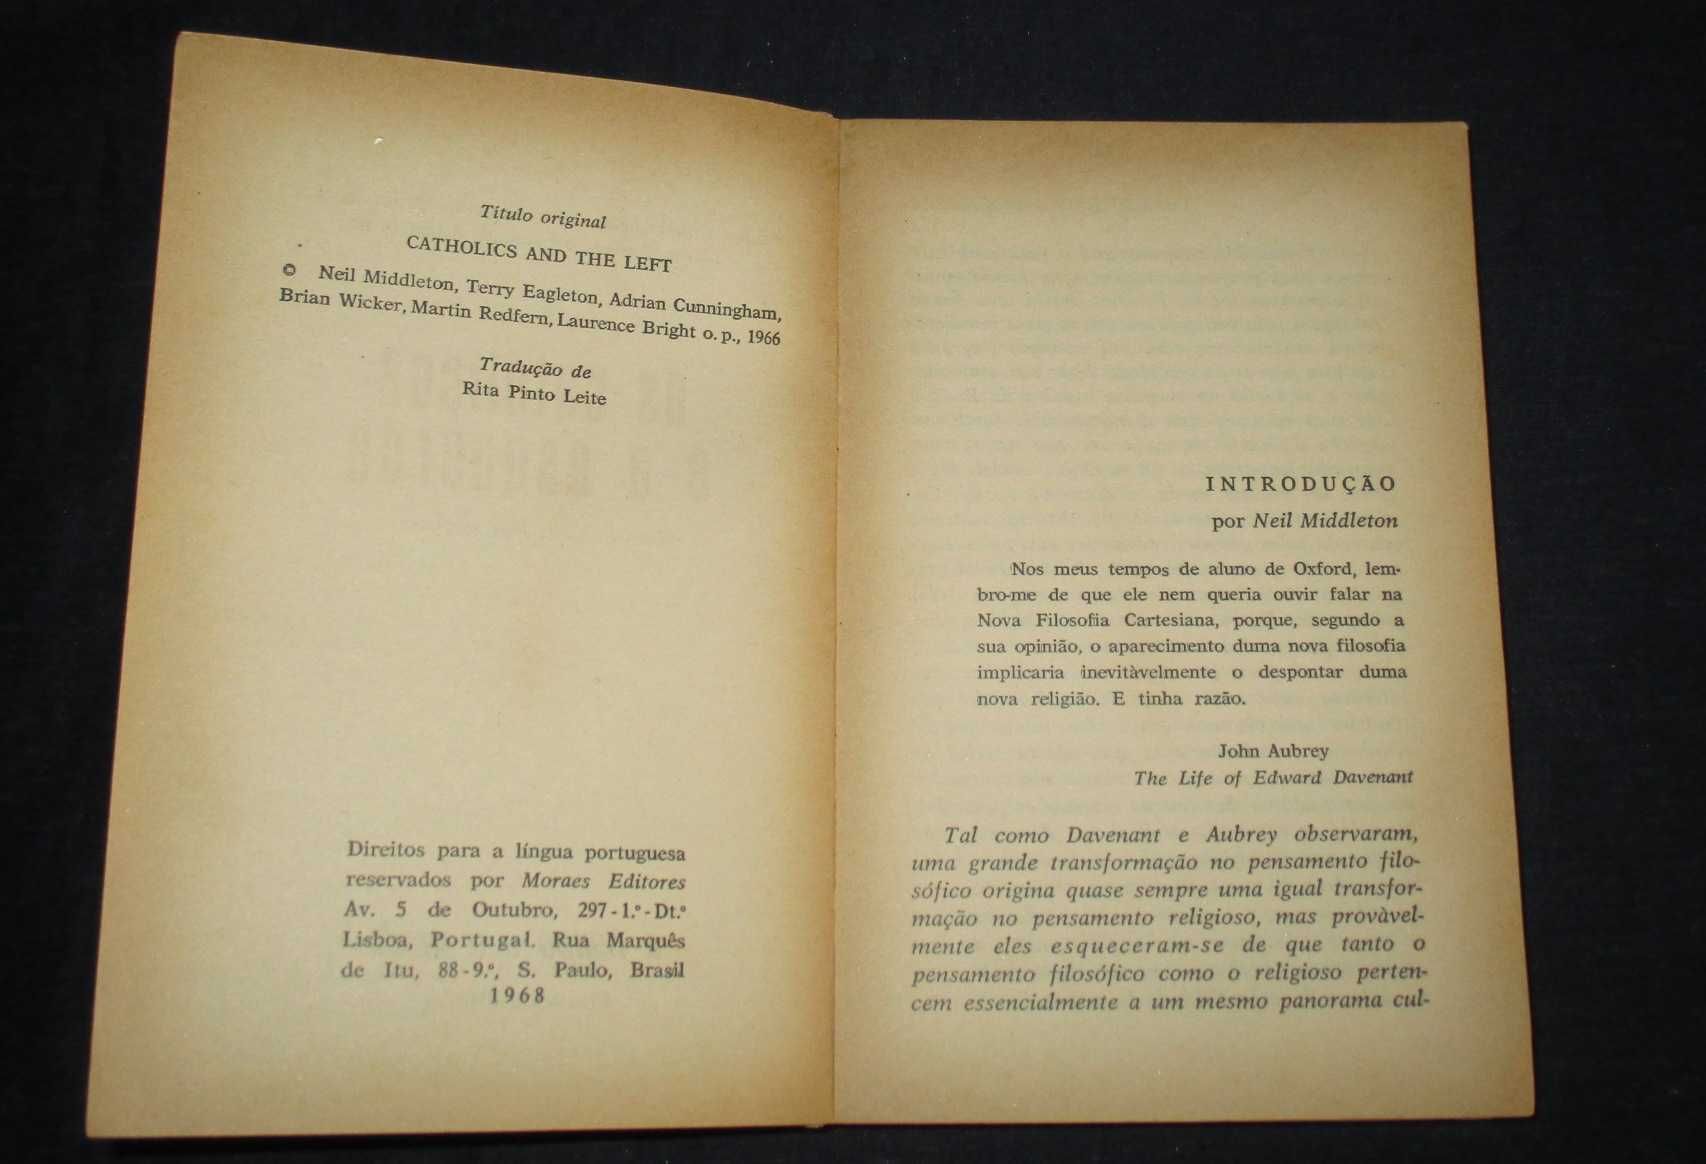 Título original
CATHOLICS AND THE LEFT
© Neil Middleton, Terry Eagleton, Adrian Cunningham,
Brian Wicker, Martin Redfern, Laurence Bright o. p., 1966
Tradução de
Rita Pinto Leite
Direitos para a língua portuguesa
reservados por Moraes Editores
Av. 5 de Outubro, 297-1.º-Dt.º
Lisboa, Portugal. Rua Marquês
de Itu, 88-9.º, S. Paulo, Brasil
1968
INTRODUÇÃO
por Neil Middleton
Nos meus tempos de aluno de Oxford, lem-
bro-me de que ele nem queria ouvir falar na
Nova Filosofia Cartesiana, porque, segundo a
sua opinião, o aparecimento duma nova filosofia
implicaria inevitàvelmente o despontar duma
nova religião. E tinha razão.
John Aubrey
The Life of Edward Davenant
Tal como Davenant e Aubrey observaram,
uma grande transformação no pensamento filo-
sófico origina quase sempre uma igual transfor-
mação no pensamento religioso, mas provàvel-
mente eles esqueceram-se de que tanto o
pensamento filosófico como o religioso perten-
cem essencialmente a um mesmo panorama cul-